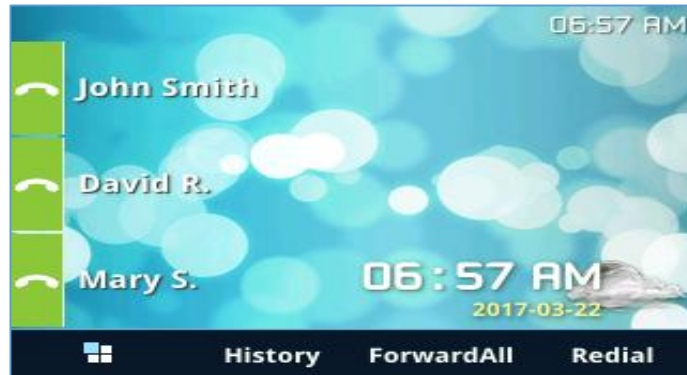 06:57 AM
John Smith
David R.
Mary S.
06:57 AM
2017-03-22
History ForwardAll Redial